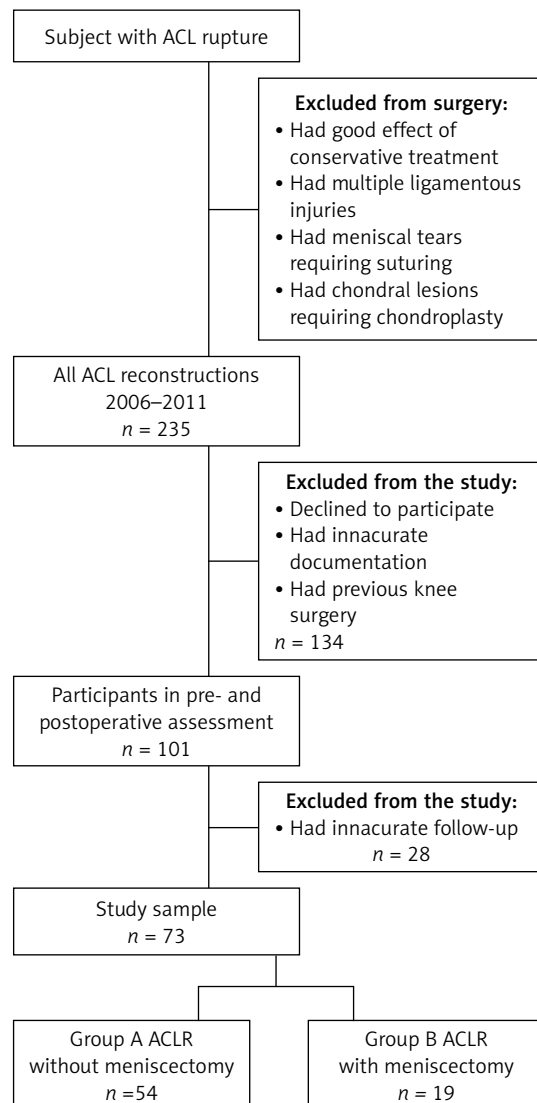 Subject with ACL rupture
Excluded from surgery:
• Had good effect of
conservative treatment
• Had multiple ligamentous
injuries
• Had meniscal tears
requiring suturing
• Had chondral lesions
requiring chondroplasty
All ACL reconstructions
2006–2011
n = 235
Excluded from the study:
• Declined to participate
• Had innacurate
documentation
• Had previous knee
surgery
n = 134
Participants in pre- and
postoperative assessment
n = 101
Excluded from the study:
• Had innacurate follow-up
n = 28
Study sample
n = 73
Group A ACLR
without meniscectomy
n =54
Group B ACLR
with meniscectomy
n = 19